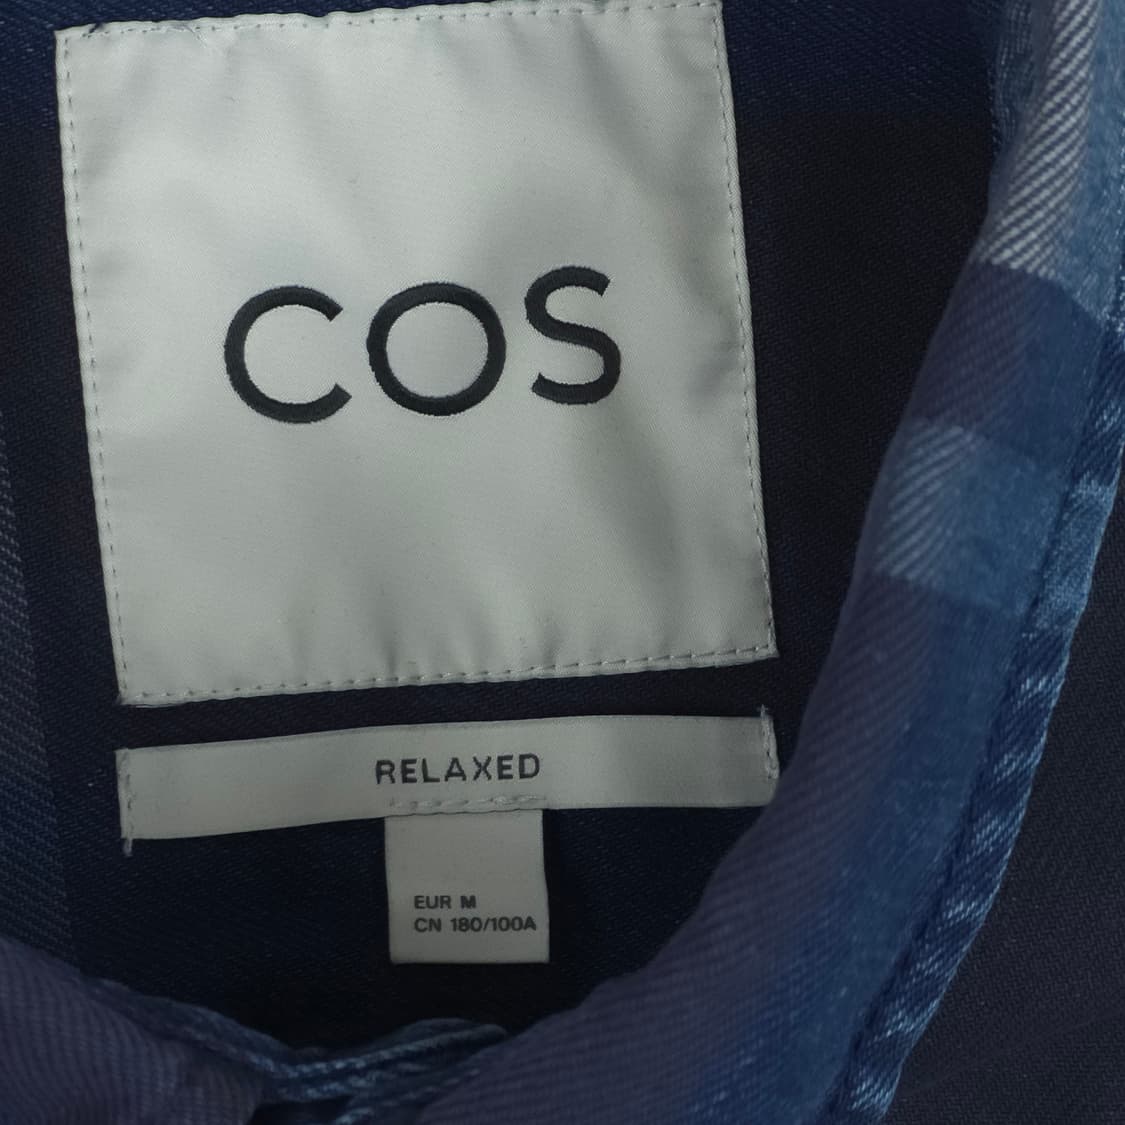 COS
RELAXED
EUR M
CN 180/100A